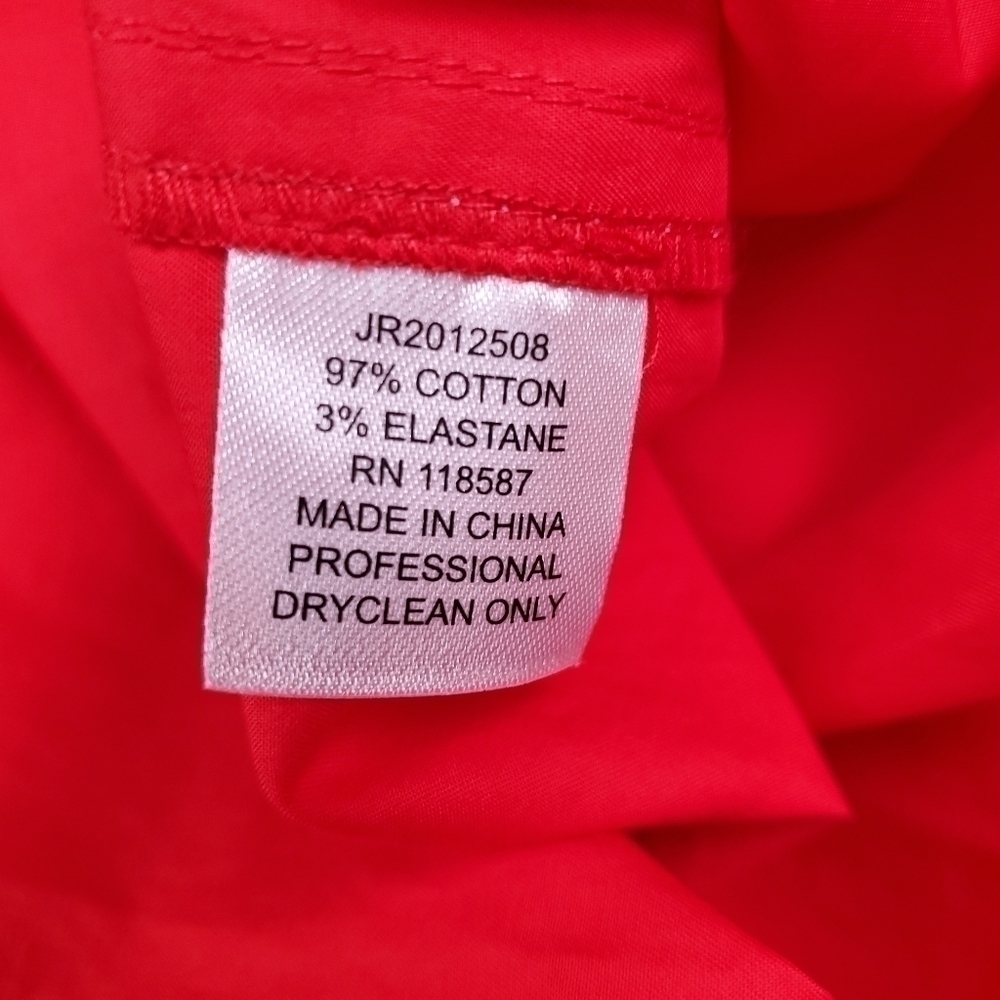 JR2012508
97% COTTON
3% ELASTANE
RN 118587
MADE IN CHINA
PROFESSIONAL
DRYCLEAN ONLY